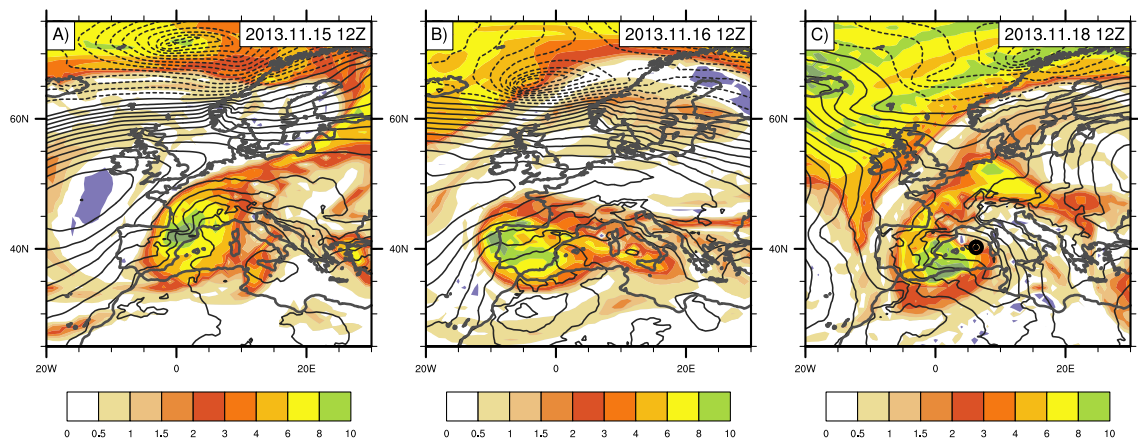 A) 2013.11.15 12Z
B) 2013.11.16 12Z
C) 2013.11.18 12Z
60N 60N 60N
40N 40N 40N
20W 0 20E
20W 0 20E
20W 0 20E
0 0.5 1 1.5 2 3 4 6 8 10
0 0.5 1 1.5 2 3 4 6 8 10
0 0.5 1 1.5 2 3 4 6 8 10